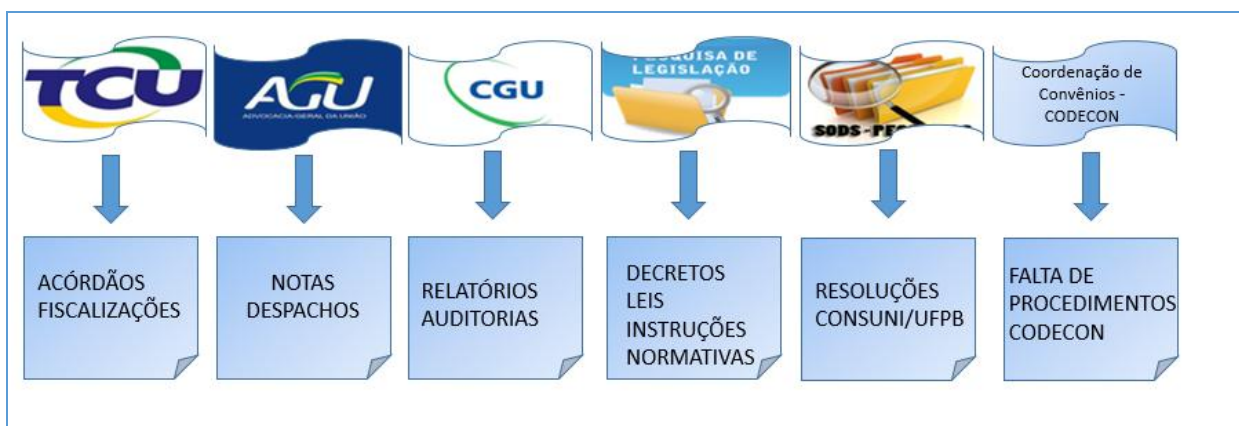 TCU
AGU
ADVOCACIA-GERAL DA UNIÃO
CGU
PESQUISA DE
LEGISLAÇÃO
SODS -
Coordenação de
Convênios -
CODECON
ACÓRDÃOS
FISCALIZAÇÕES
NOTAS
DESPACHOS
RELATÓRIOS
AUDITORIAS
DECRETOS
LEIS
INSTRUÇÕES
NORMATIVAS
RESOLUÇÕES
CONSUNI/UFPB
FALTA DE
PROCEDIMENTOS
CODECON